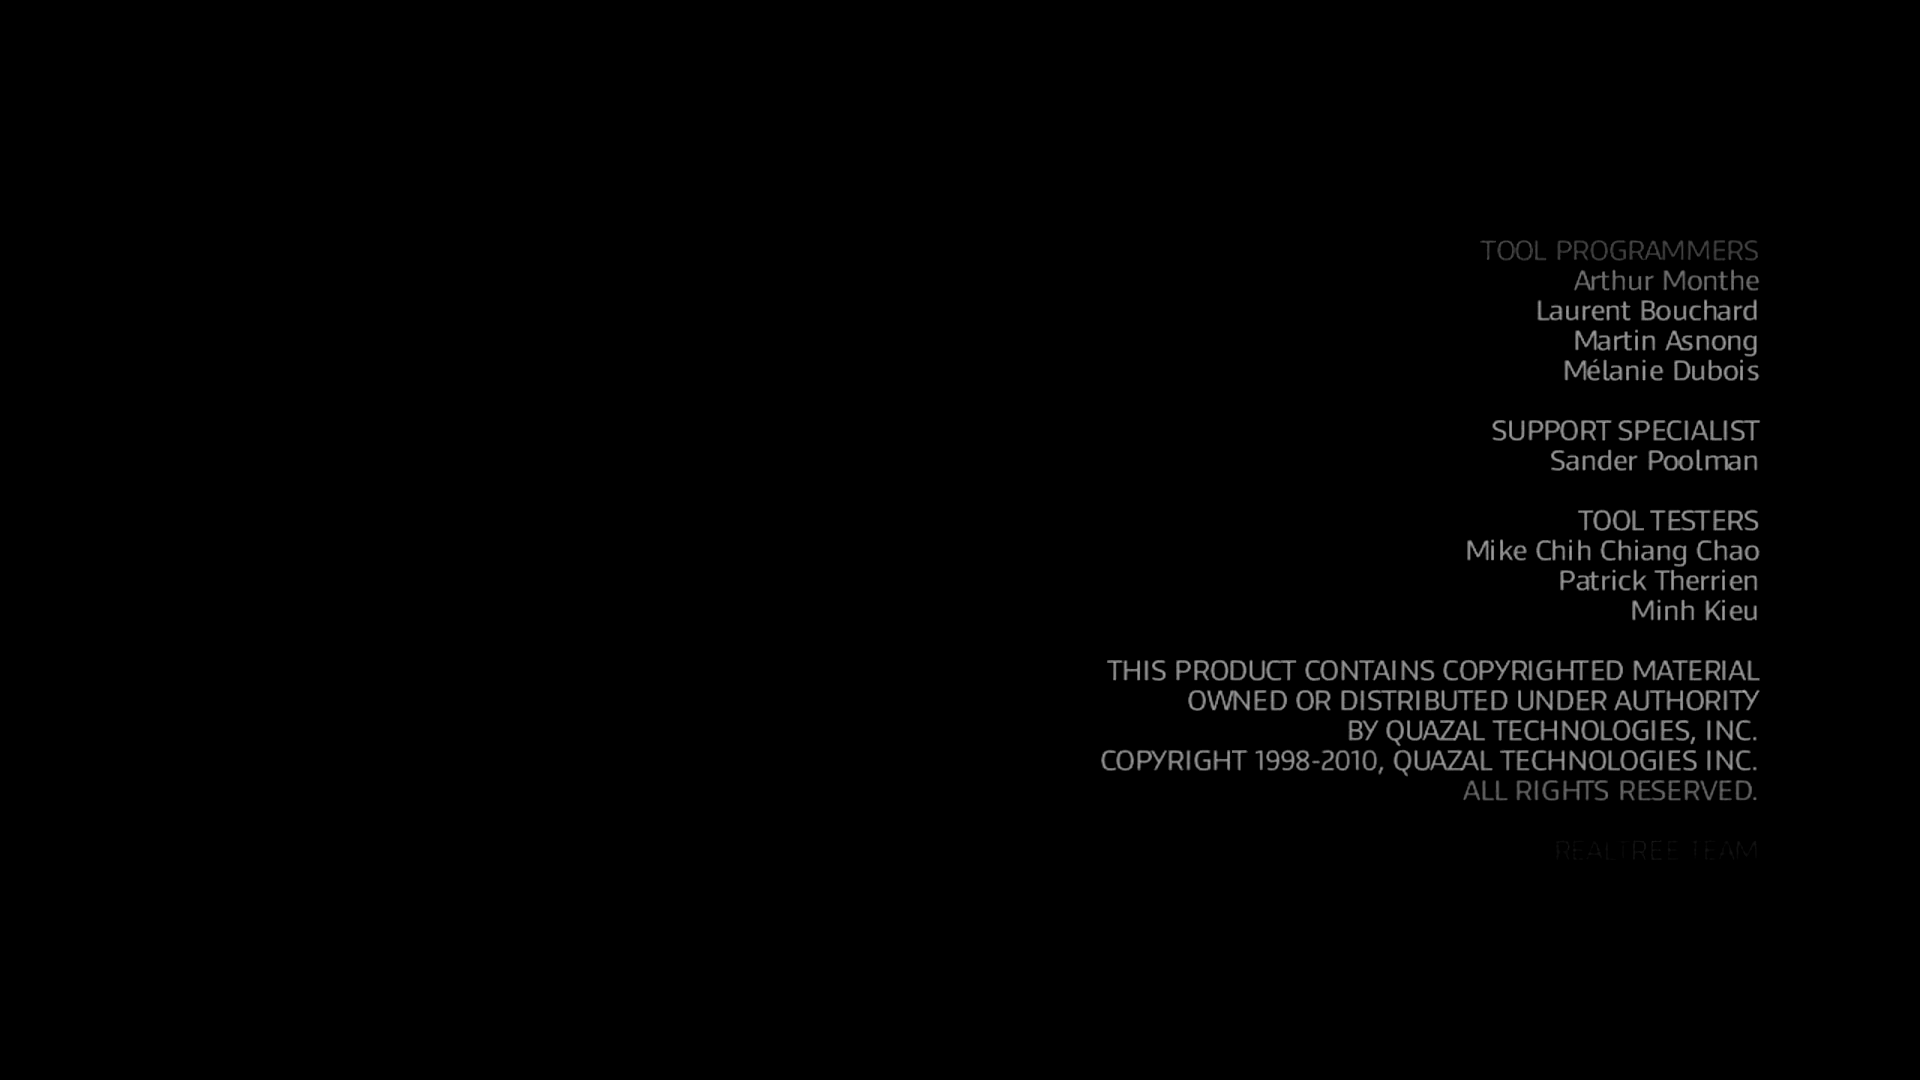 TOOL PROGRAMMERS
Arthur Monthe
Laurent Bouchard
Martin Asnong
Mélanie Dubois
SUPPORT SPECIALIST
Sander Poolman
TOOL TESTERS
Mike Chih Chiang Chao
Patrick Therrien
Minh Kieu
THIS PRODUCT CONTAINS COPYRIGHTED MATERIAL
OWNED OR DISTRIBUTED UNDER AUTHORITY
BY QUAZAL TECHNOLOGIES, INC.
COPYRIGHT 1998-2010, QUAZAL TECHNOLOGIES INC.
ALL RIGHTS RESERVED.
REALTREE TEAM